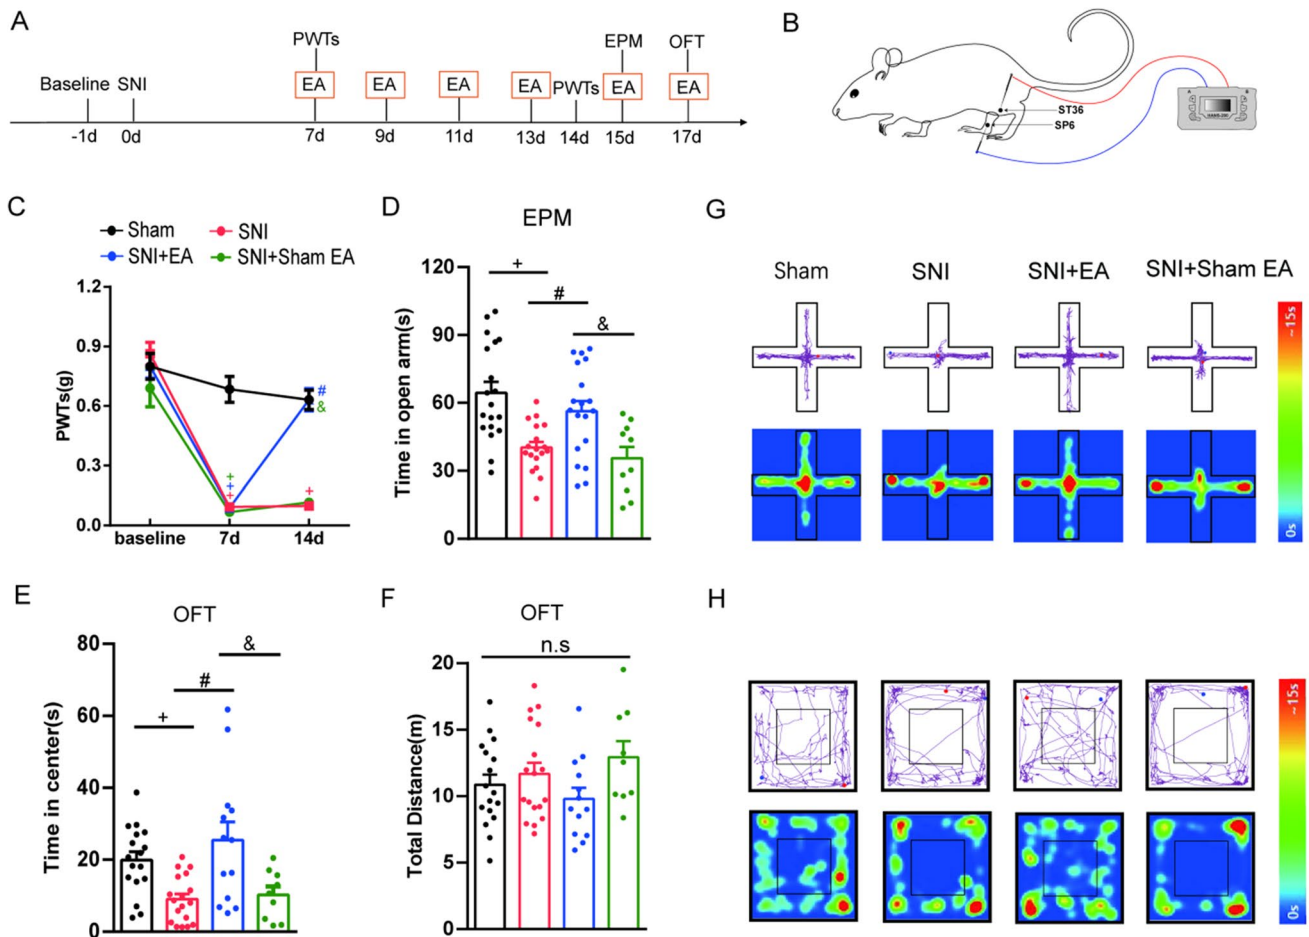 A
PWTs
EPM
OFT
Baseline SNI
EA EA EA EA PWTs EA EA
-1d 0d 7d 9d 11d 13d 14d 15d 17d
B
ST36
SP6
C
Sham SNI
SNI+EA SNI+Sham EA
PWTs(g)
1.2
0.9
0.6
0.3
0.0
#
&
+
+
+
+
baseline 7d 14d
D
EPM
Time in open arm(s)
120
90
60
30
0
+
#
&
G
Sham SNI SNI+EA SNI+Sham EA
~15s
0s
E
OFT
Time in center(s)
80
60
40
20
0
+
#
&
F
OFT
n.s
Total Distance(m)
20
15
10
5
0
H
~15s
0s